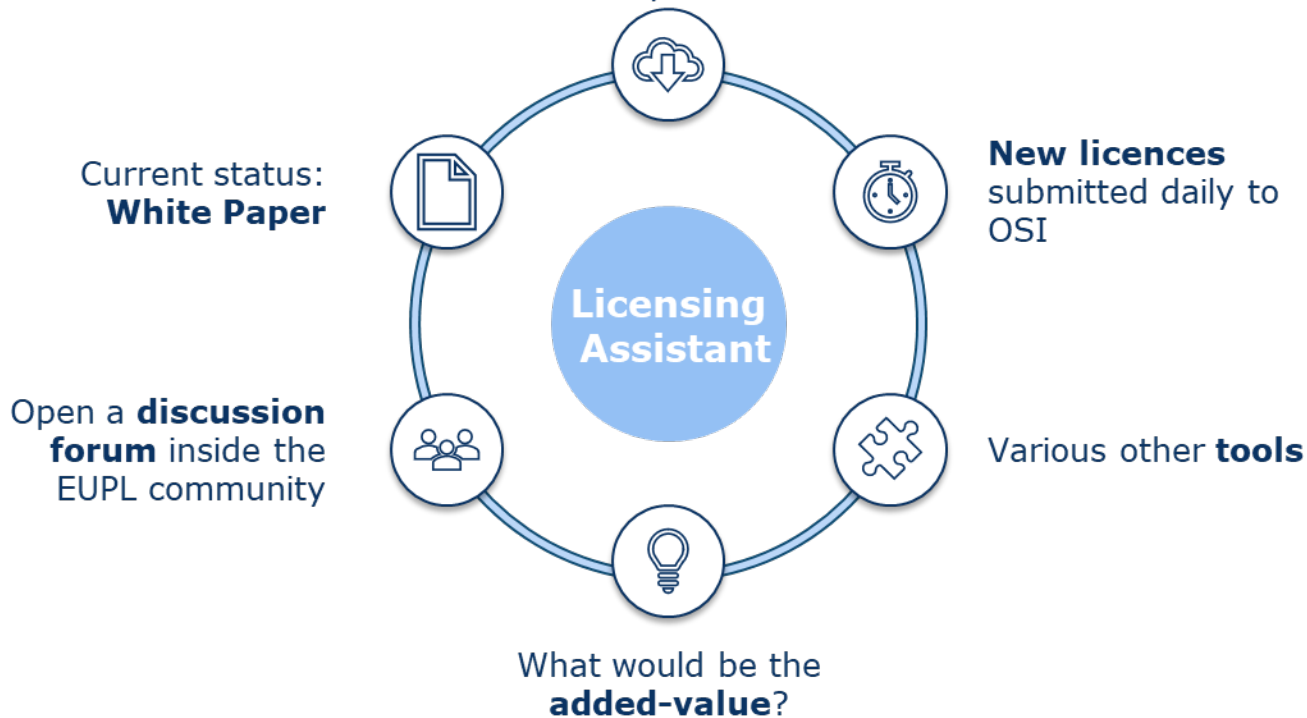 New licences
submitted daily to
OSI
Various other tools
What would be the
added-value?
Open a discussion
forum inside the
EUPL community
Current status:
White Paper
Licensing
Assistant